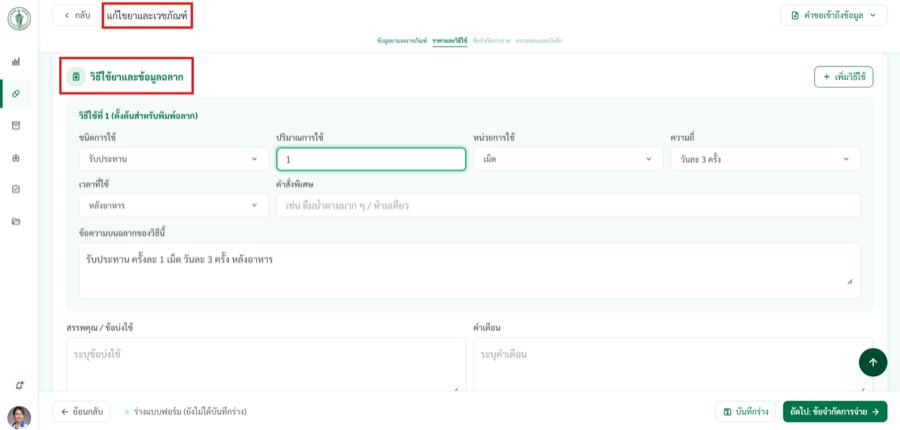 กลับ
แก้ไขยาและเวชภัณฑ์
คำขอเข้าถึงข้อมูล
ข้อมูลยาและเวชภัณฑ์ ราคาและวิธีใช้ ข้อจำกัดการจ่าย ตรวจสอบและบันทึก
วิธีใช้ยาและข้อมูลฉลาก
+ เพิ่มวิธีใช้
วิธีใช้ที่ 1 (ตั้งต้นสำหรับพิมพ์ฉลาก)
ชนิดการใช้ ปริมาณการใช้ หน่วยการใช้ ความถี่
รับประทาน 1 เม็ด วันละ 3 ครั้ง
เวลาที่ใช้ คำสั่งพิเศษ
หลังอาหาร เช่น ดื่มน้ำตามมาก ๆ / ห้ามเคี้ยว
ข้อความบนฉลากของวิธีนี้
รับประทาน ครั้งละ 1 เม็ด วันละ 3 ครั้ง หลังอาหาร
สรรพคุณ / ข้อบ่งใช้ คำเตือน
ระบุข้อบ่งใช้ ระบุคำเตือน
ย้อนกลับ
ร่างแบบฟอร์ม (ยังไม่ได้บันทึกร่าง)
บันทึกร่าง
ถัดไป: ข้อจำกัดการจ่าย